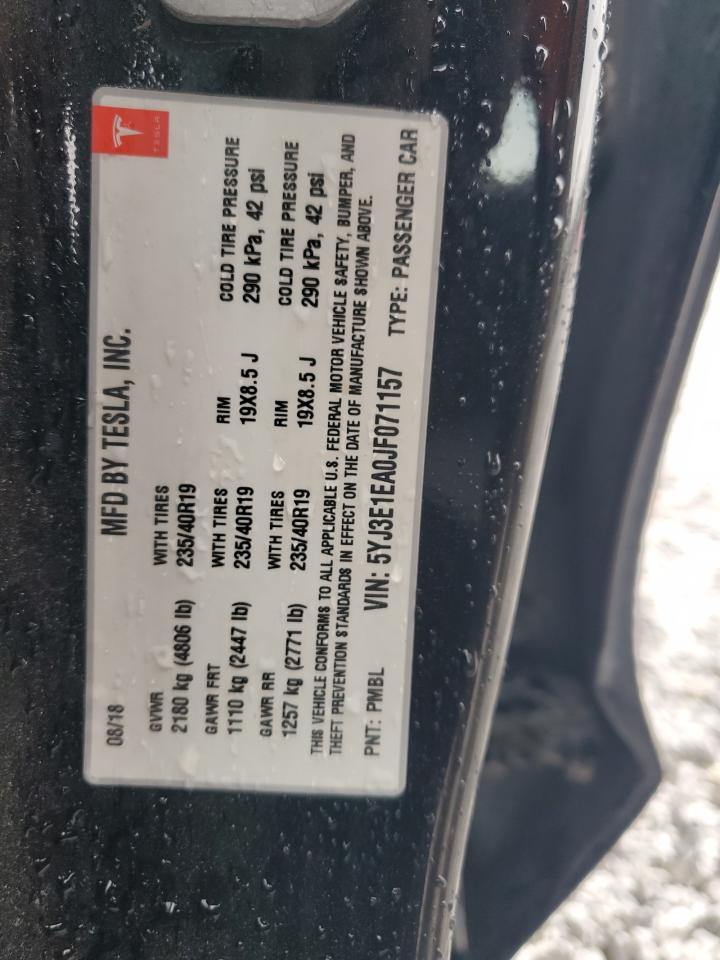 MFD BY TESLA, INC.
TESLA
08/18
GVWR WITH TIRES
2180 kg (4806 lb) 235/40R19
GAWR FRT WITH TIRES RIM COLD TIRE PRESSURE
1110 kg (2447 lb) 235/40R19 19X8.5 J 290 kPa, 42 psi
GAWR RR WITH TIRES RIM COLD TIRE PRESSURE
1257 kg (2771 lb) 235/40R19 19X8.5 J 290 kPa, 42 psi
THIS VEHICLE CONFORMS TO ALL APPLICABLE U.S. FEDERAL MOTOR VEHICLE SAFETY, BUMPER, AND
THEFT PREVENTION STANDARDS IN EFFECT ON THE DATE OF MANUFACTURE SHOWN ABOVE.
PNT: PMBL VIN: 5YJ3E1EA0JF071157 TYPE: PASSENGER CAR